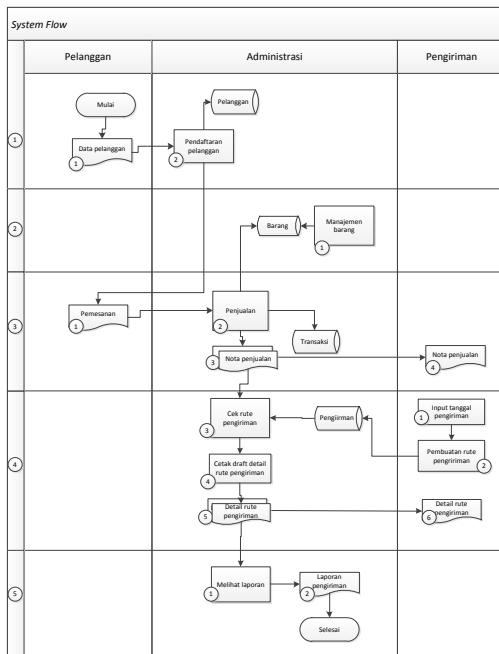 System Flow
Pelanggan
Administrasi
Pengiriman
1
Mulai
Pelanggan
Data pelanggan
1
Pendaftaran
pelanggan
2
2
Barang
Manajemen
barang
1
3
Pemesanan
1
Penjualan
2
Transaksi
Nota penjualan
3
Nota penjualan
4
4
Cek rute
pengiriman
3
Pengiirman
Input tanggal
pengiriman
1
Pembuatan rute
pengririman
2
Cetak draft detail
rute pengiriman
4
Detail rute
pengiriman
5
Detail rute
pengiriman
6
5
Melihat laporan
1
Laporan
pengiriman
2
Selesai